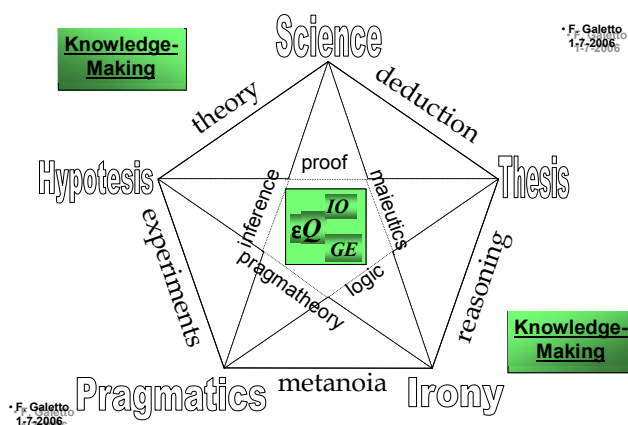 Science
• F. Galetto
1-7-2006
Knowledge-
Making
theory
deduction
proof
Hypotesis
Thesis
inference
maieutics
IO
εQ
GE
experiments
pragmatheory
logic
reasoning
Knowledge-
Making
Pragmatics
metanoia
Irony
• F. Galetto
1-7-2006